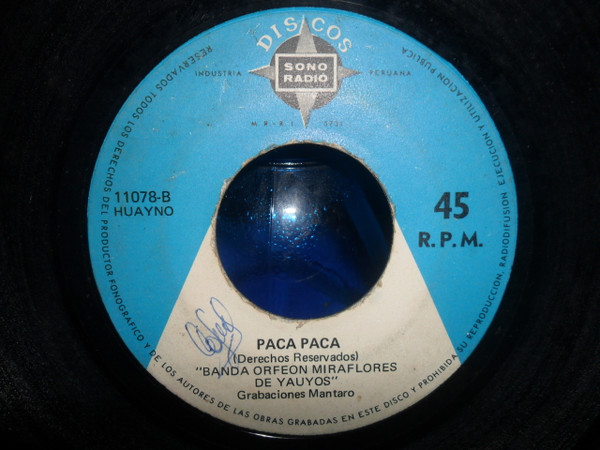 DISCOS
SONO
RADIO
INDUSTRIA PERUANA
11078-B
HUAYNO
45
R.P.M.
PACA PACA
(Derechos Reservados)
"BANDA ORFEON MIRAFLORES
DE YAUYOS"
Grabaciones Mantaro
RESERVADOS TODOS LOS DERECHOS DEL PRODUCTOR FONOGRAFICO Y DE LOS AUTORES DE LAS OBRAS GRABADAS EN ESTE DISCO Y PROHIBIDA SU REPRODUCCION, RADIODIFUSION EJECUCION Y UTILIZACION PUBLICA